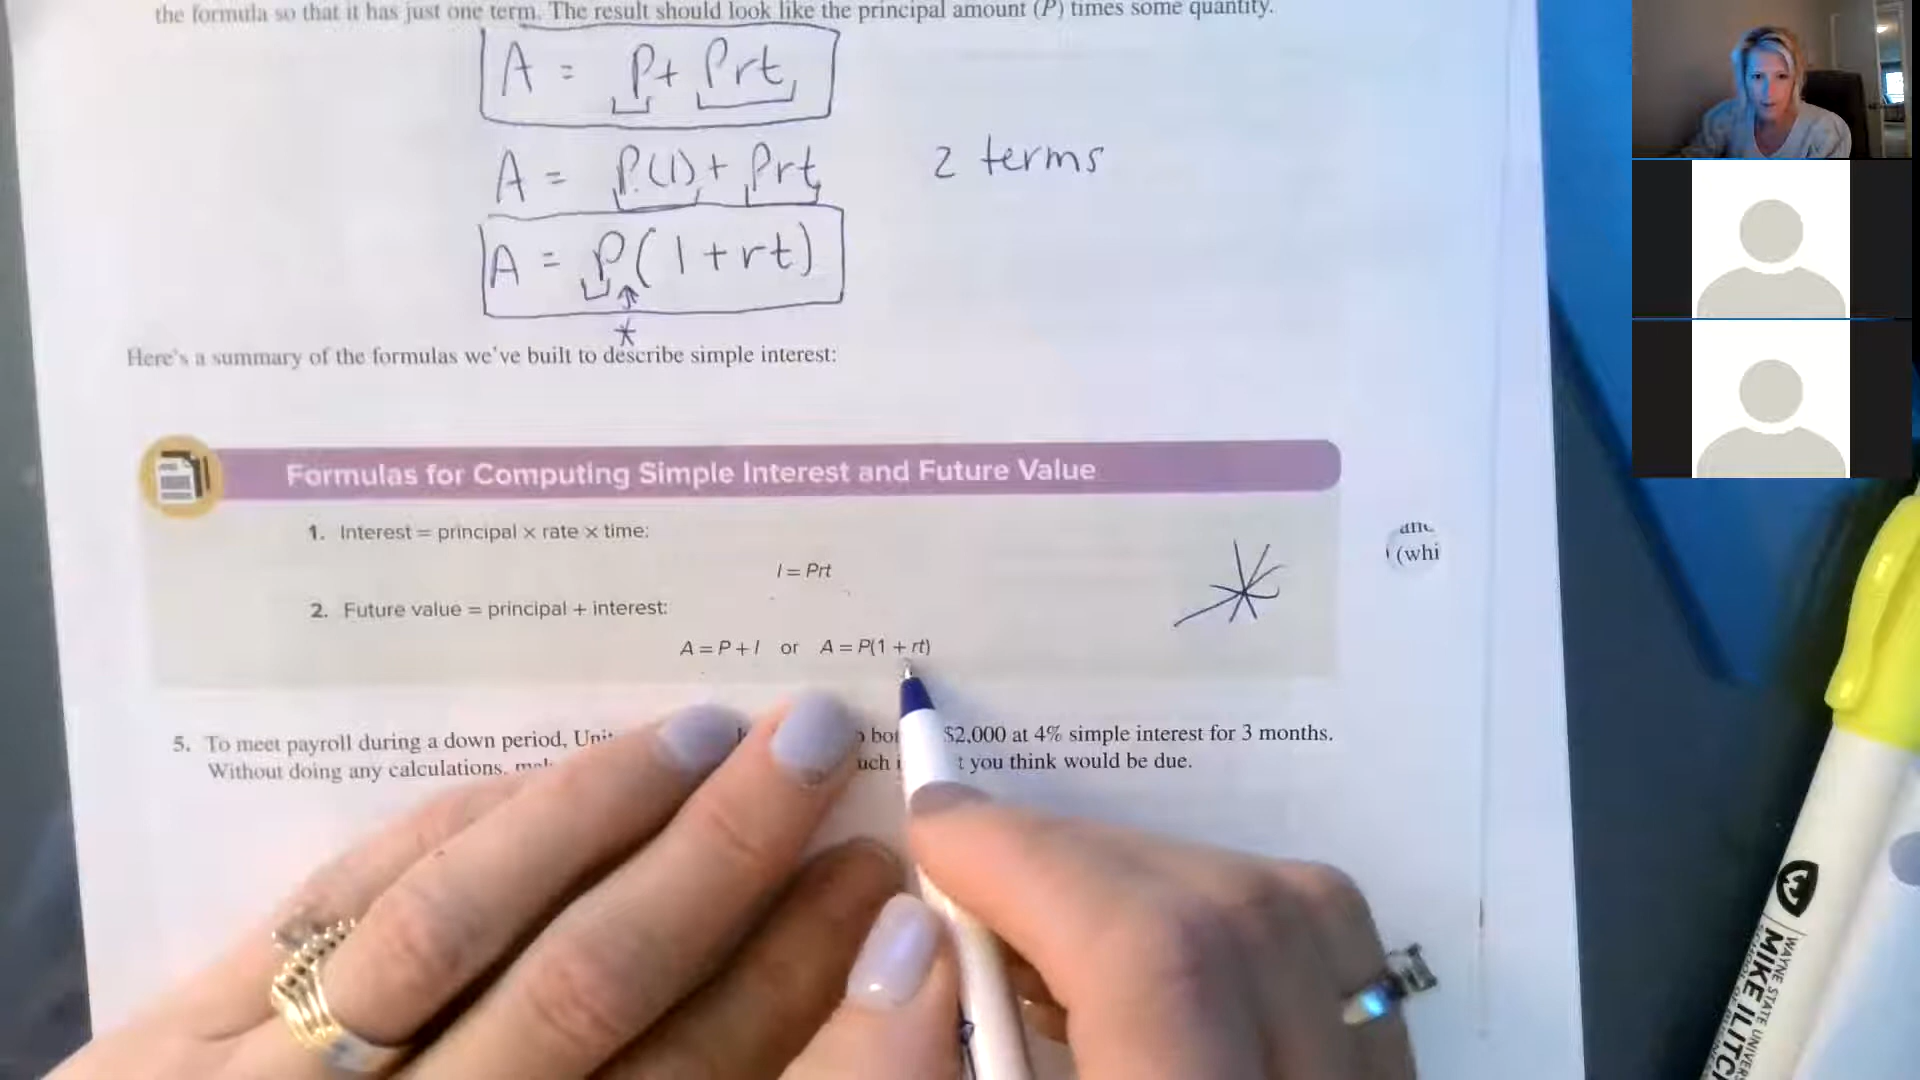 the formula so that it has just one term. The result should look like the principal amount (P) times some quantity.
A = P + Prt
A = P(1) + Prt 2 terms
A = P(1+rt)
*
Here's a summary of the formulas we've built to describe simple interest:
Formulas for Computing Simple Interest and Future Value
1. Interest = principal × rate × time:
(whi
I = Prt
2. Future value = principal + interest:
A = P + I or A = P(1 + rt)
5. To meet payroll during a down period, $2,000 at 4% simple interest for 3 months.
Without doing any calculations, you think would be due.
WAYNE STATE
MIKE ILITCH